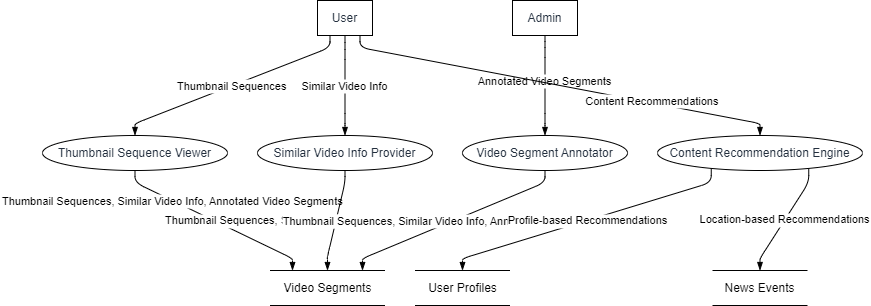 User
Admin
Thumbnail Sequences
Similar Video Info
Annotated Video Segments
Content Recommendations
Thumbnail Sequence Viewer
Similar Video Info Provider
Video Segment Annotator
Content Recommendation Engine
Thumbnail Sequences, Similar Video Info, Annotated Video Segments
Thumbnail Sequences,
Thumbnail Sequences, Similar Video Info,
Profile-based Recommendations
Location-based Recommendations
Video Segments
User Profiles
News Events